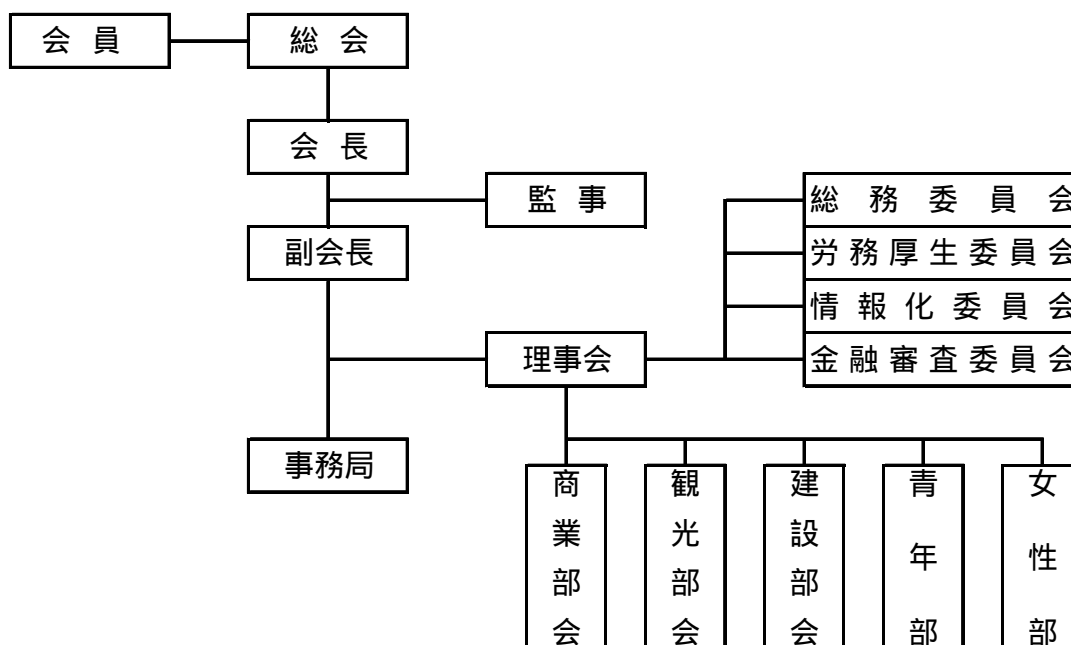 会員
総会
会長
監事
副会長
総務委員会
労務厚生委員会
情報化委員会
金融審査委員会
理事会
事務局
商業部会
観光部会
建設部会
青年部
女性部